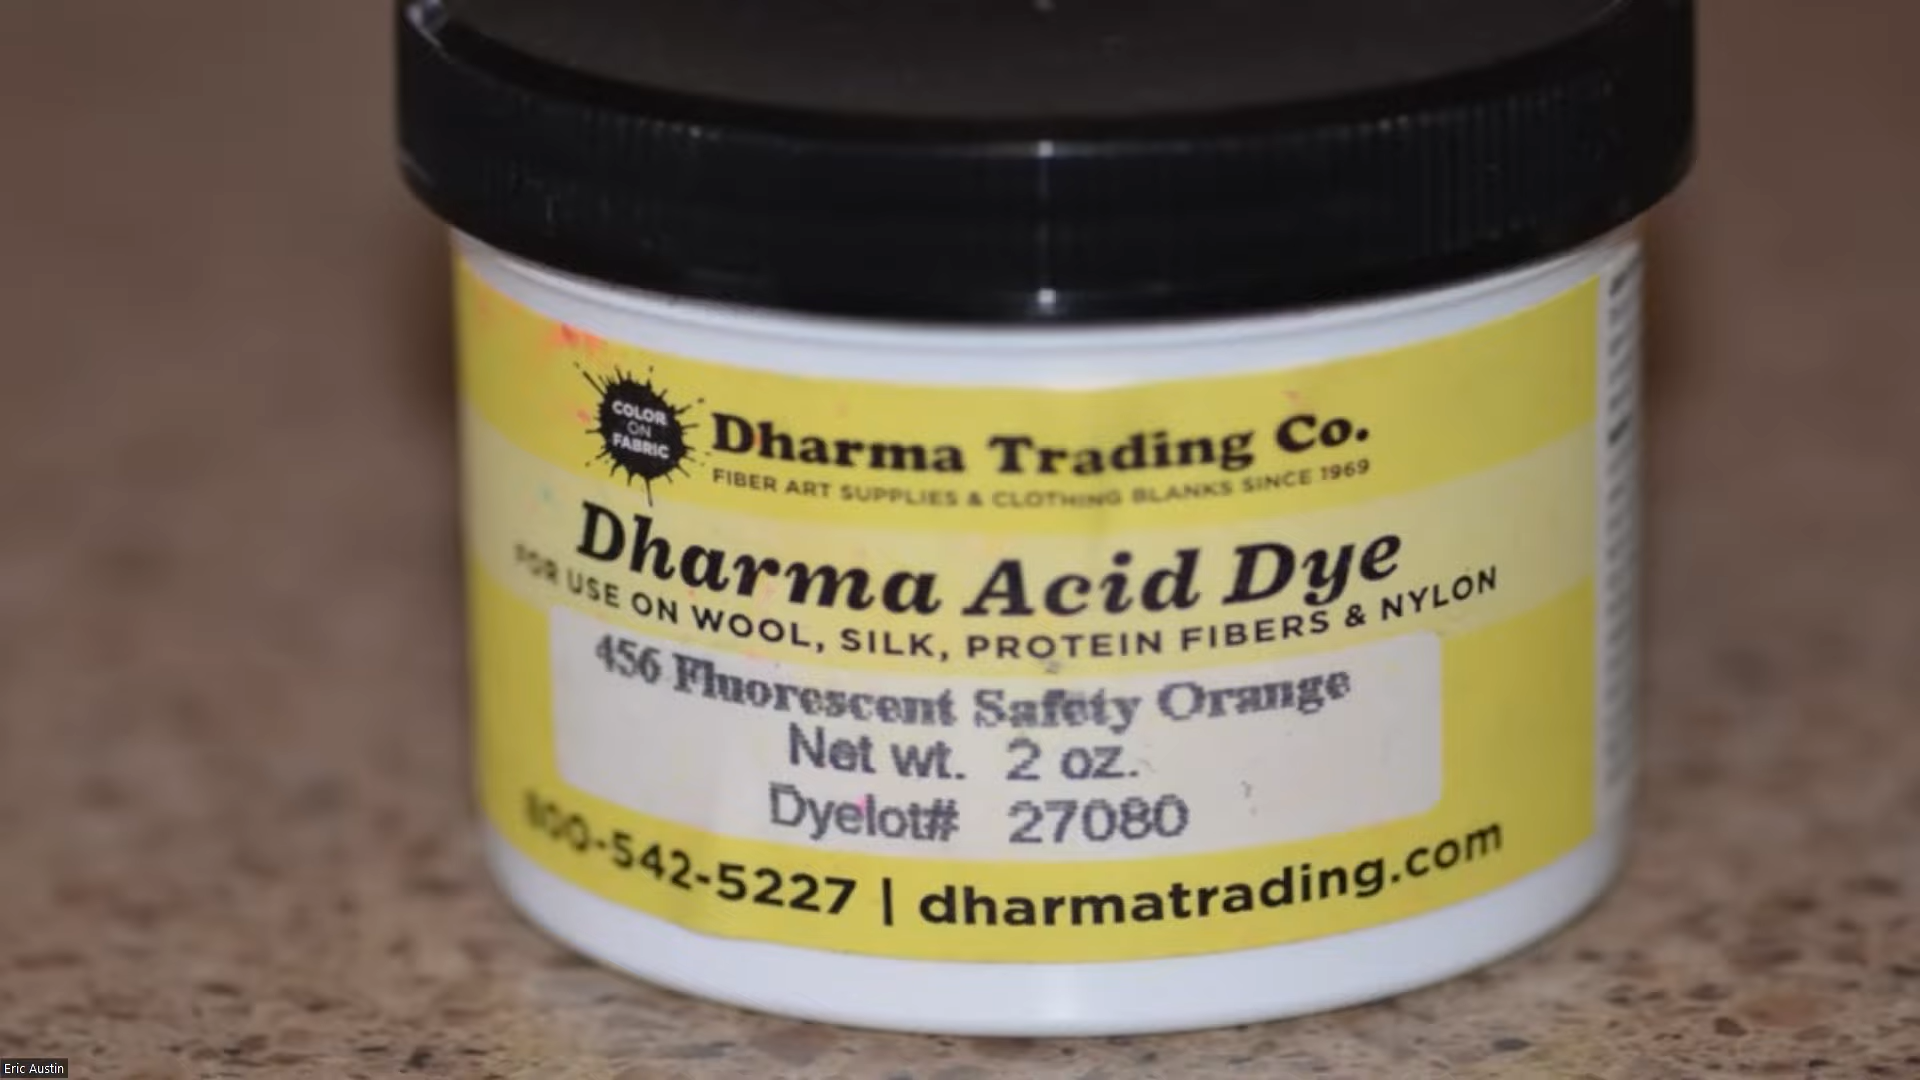 COLOR
ON
FABRIC
Dharma Trading Co.
FIBER ART SUPPLIES & CLOTHING BLANKS SINCE 1969
Dharma Acid Dye
FOR USE ON WOOL, SILK, PROTEIN FIBERS & NYLON
456 Fluorescent Safety Orange
Net wt. 2 oz.
Dyelot# 27080
800-542-5227 | dharmatrading.com
Eric Austin